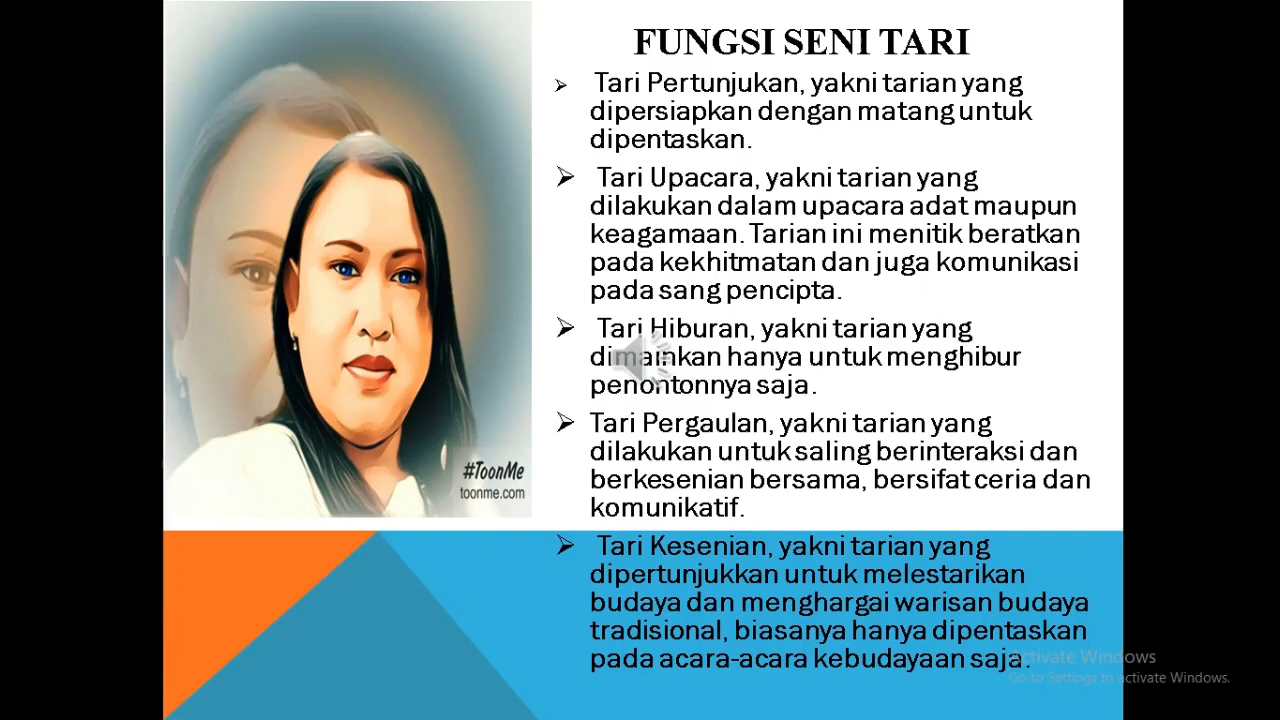 FUNGSI SENI TARI
Tari Pertunjukan, yakni tarian yang
dipersiapkan dengan matang untuk
dipentaskan.
Tari Upacara, yakni tarian yang
dilakukan dalam upacara adat maupun
keagamaan. Tarian ini menitik beratkan
pada kekhitmatan dan juga komunikasi
pada sang pencipta.
Tari Hiburan, yakni tarian yang
dimainkan hanya untuk menghibur
penontonnya saja.
Tari Pergaulan, yakni tarian yang
dilakukan untuk saling berinteraksi dan
berkesenian bersama, bersifat ceria dan
komunikatif.
Tari Kesenian, yakni tarian yang
dipertunjukkan untuk melestarikan
budaya dan menghargai warisan budaya
tradisional, biasanya hanya dipentaskan
pada acara-acara kebudayaan saja.
#ToonMe
toonme.com
Activate Windows
Go to Settings to activate Windows.